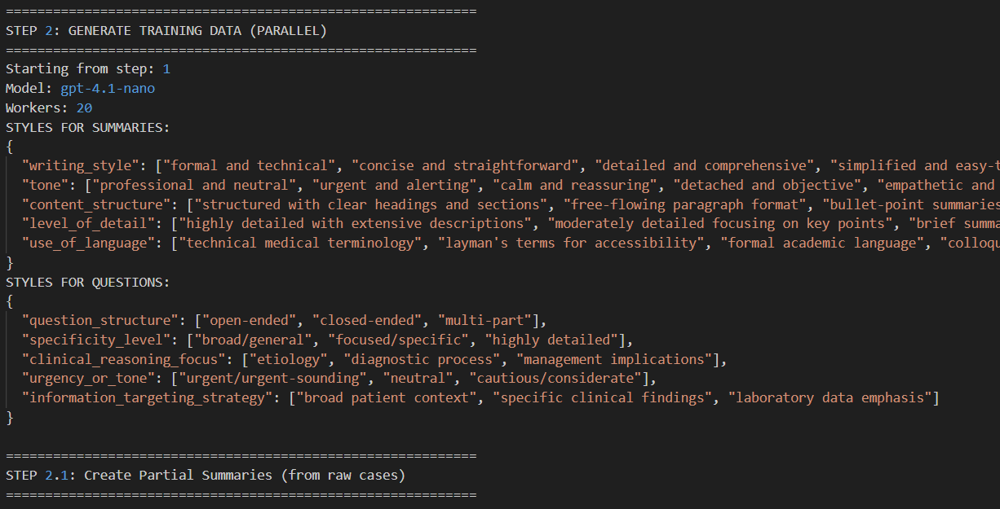 ============================================================
STEP 2: GENERATE TRAINING DATA (PARALLEL)
============================================================
Starting from step: 1
Model: gpt-4.1-nano
Workers: 20
STYLES FOR SUMMARIES:
{
  "writing_style": ["formal and technical", "concise and straightforward", "detailed and comprehensive", "simplified and easy-t
  "tone": ["professional and neutral", "urgent and alerting", "calm and reassuring", "detached and objective", "empathetic and
  "content_structure": ["structured with clear headings and sections", "free-flowing paragraph format", "bullet-point summaries
  "level_of_detail": ["highly detailed with extensive descriptions", "moderately detailed focusing on key points", "brief summa
  "use_of_language": ["technical medical terminology", "layman's terms for accessibility", "formal academic language", "colloqu
}
STYLES FOR QUESTIONS:
{
  "question_structure": ["open-ended", "closed-ended", "multi-part"],
  "specificity_level": ["broad/general", "focused/specific", "highly detailed"],
  "clinical_reasoning_focus": ["etiology", "diagnostic process", "management implications"],
  "urgency_or_tone": ["urgent/urgent-sounding", "neutral", "cautious/considerate"],
  "information_targeting_strategy": ["broad patient context", "specific clinical findings", "laboratory data emphasis"]
}
============================================================
STEP 2.1: Create Partial Summaries (from raw cases)
============================================================